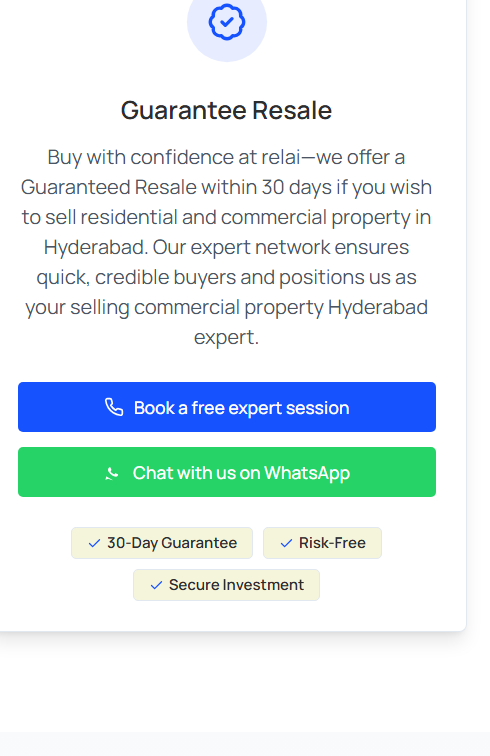 Guarantee Resale
Buy with confidence at relai—we offer a
Guaranteed Resale within 30 days if you wish
to sell residential and commercial property in
Hyderabad. Our expert network ensures
quick, credible buyers and positions us as
your selling commercial property Hyderabad
expert.
Book a free expert session
Chat with us on WhatsApp
30-Day Guarantee
Risk-Free
Secure Investment